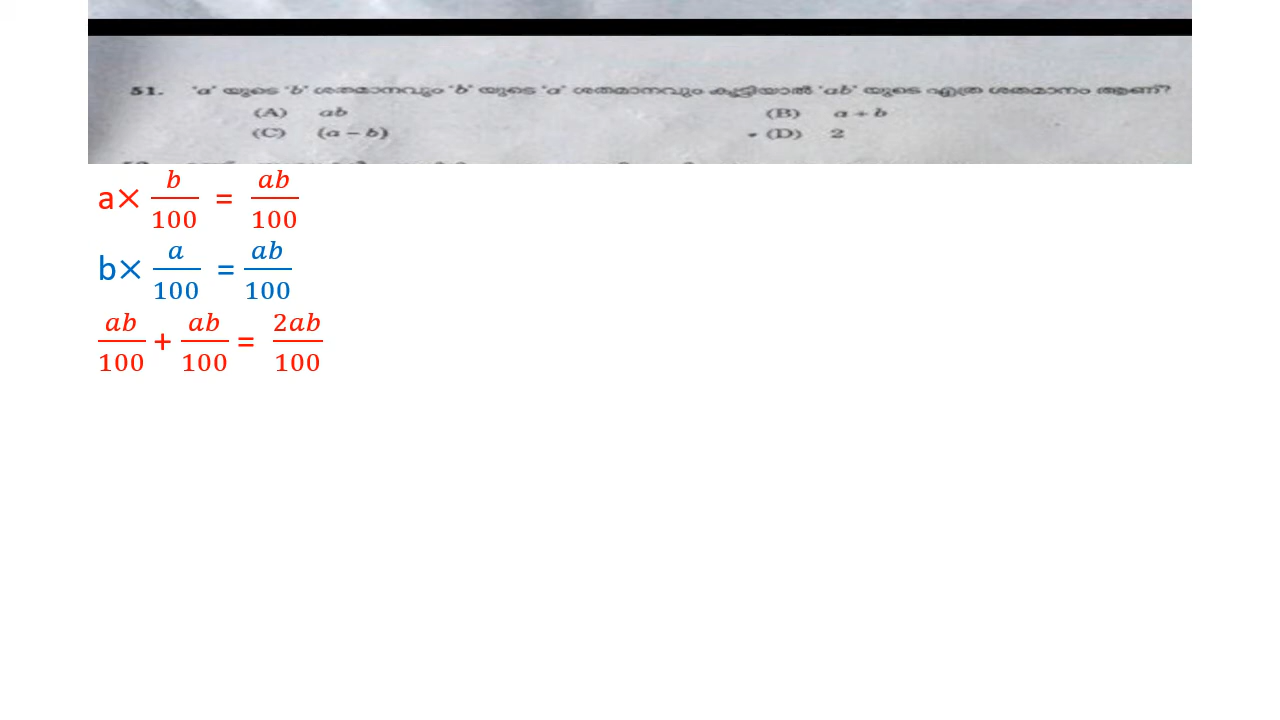 51. 'a' യുടെ 'b' ശതമാനവും 'b' യുടെ 'a' ശതമാനവും കൂട്ടിയാൽ 'ab' യുടെ എത്ര ശതമാനം ആണ്?
(A) ab (B) a + b
(C) (a – b) (D) 2
a× b/100 = ab/100
b× a/100 = ab/100
ab/100 + ab/100 = 2ab/100